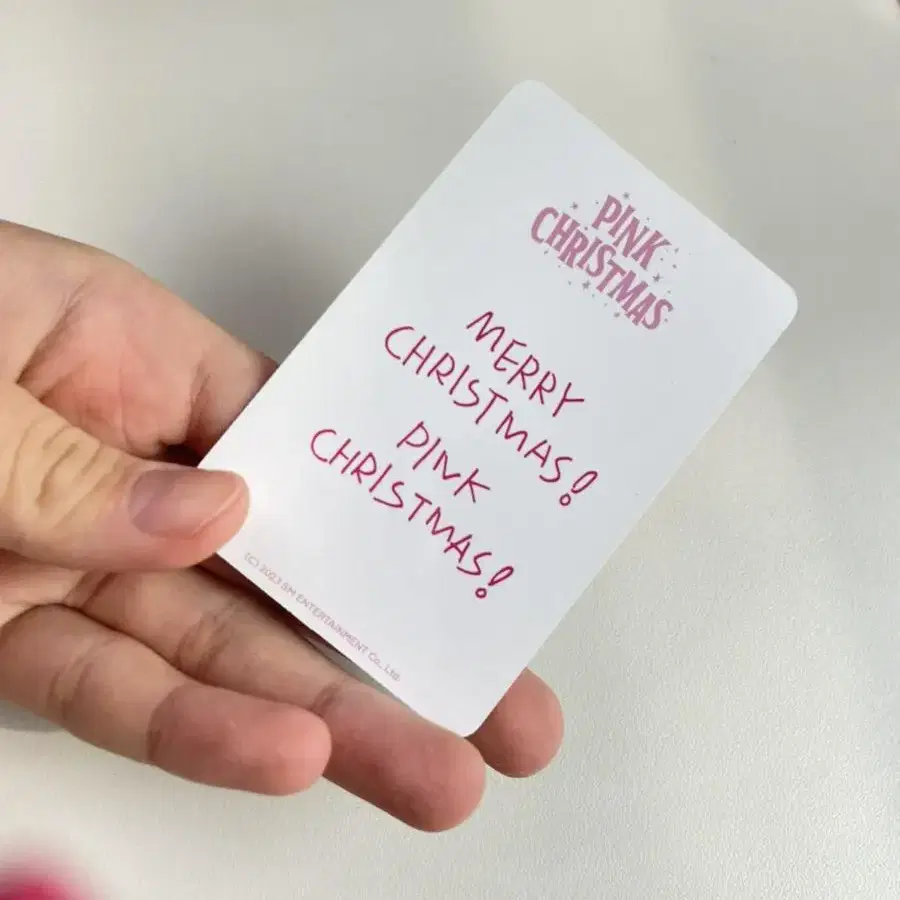 PINK
CHRISTMAS
MERRY
CHRISTMAS!
PINK
CHRISTMAS!
(C) 2023 SM ENTERTAINMENT Co., Ltd.